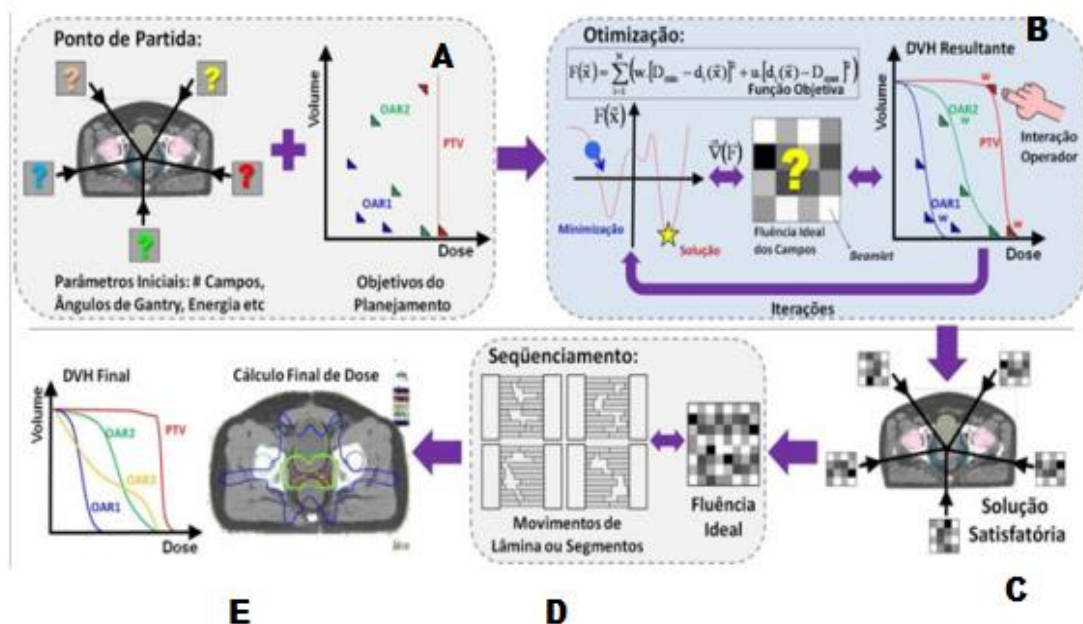 Ponto de Partida:
A
? ? ? ? ?
Parâmetros Iniciais: # Campos,
Ângulos de Gantry, Energia etc
Volume
OAR2
PTV
OAR1
Dose
Objetivos do
Planejamento
B
Otimização:
Função Objetiva
F(x)
Minimização
Solução
∇(F)
?
Fluência Ideal
dos Campos
Beamlet
DVH Resultante
Volume
w
OAR2
w
PTV
OAR1
w
w
Dose
Interação
Operador
Iterações
DVH Final
Volume
PTV
OAR2
OAR3
OAR1
Dose
Cálculo Final de Dose
Seqüenciamento:
Movimentos de
Lâmina ou Segmentos
Fluência
Ideal
Solução
Satisfatória
E
D
C